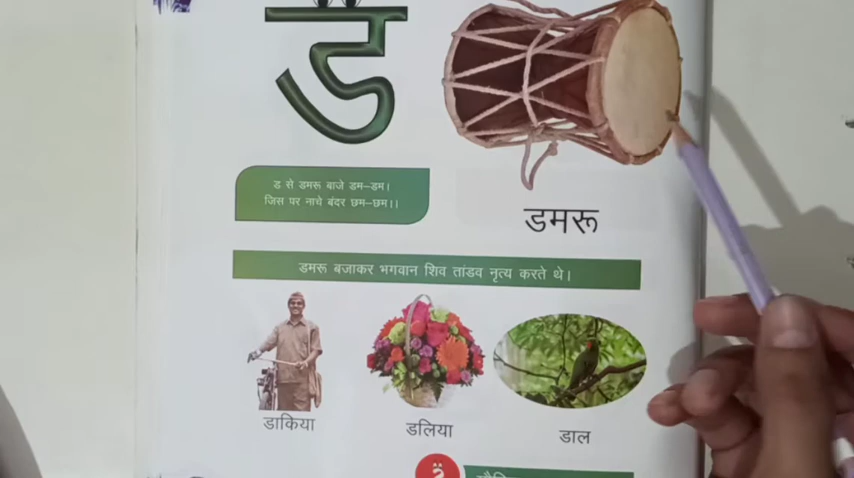 ड
ड से डमरू बाजे डम–डम।
जिस पर नाचे बंदर छम–छम।।
डमरू
डमरू बजाकर भगवान शिव तांडव नृत्य करते थे।
डाकिया
डलिया
डाल